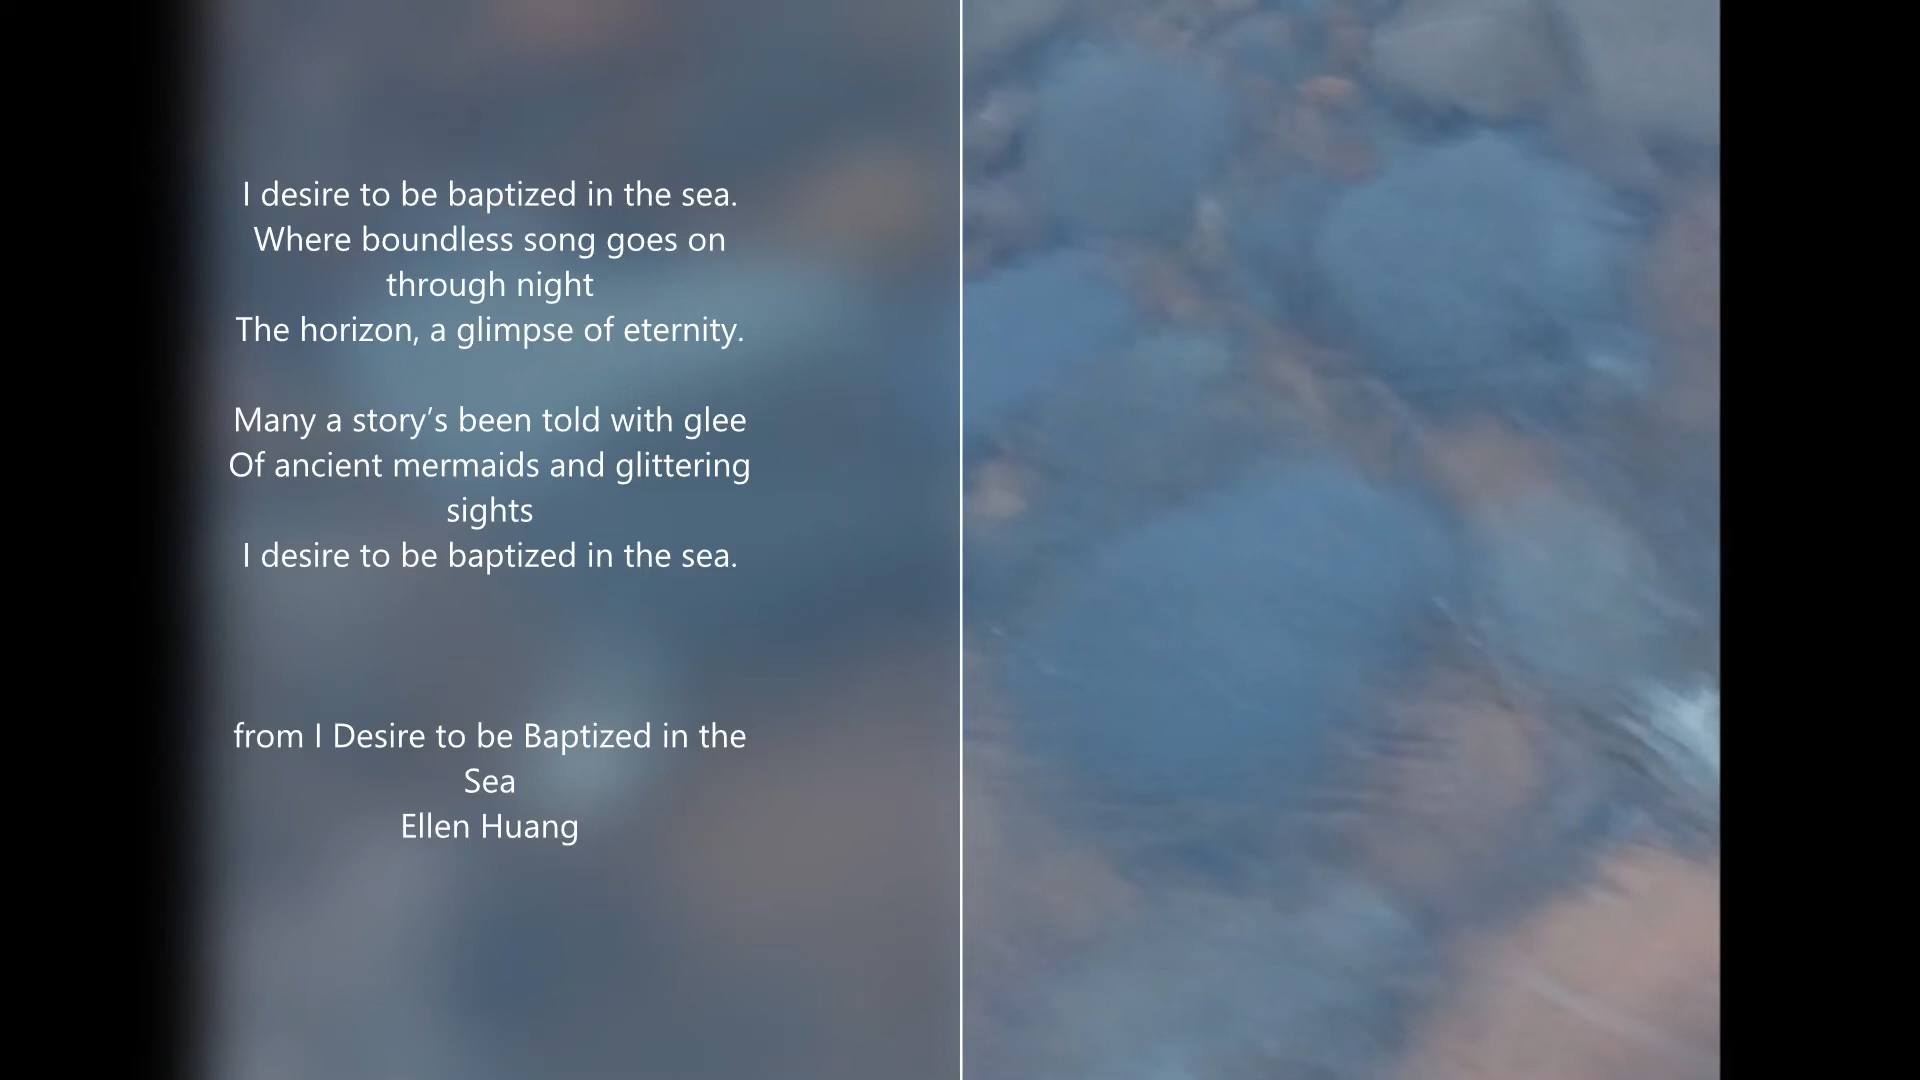 I desire to be baptized in the sea.
Where boundless song goes on
through night
The horizon, a glimpse of eternity.
Many a story’s been told with glee
Of ancient mermaids and glittering
sights
I desire to be baptized in the sea.
from I Desire to be Baptized in the
Sea
Ellen Huang